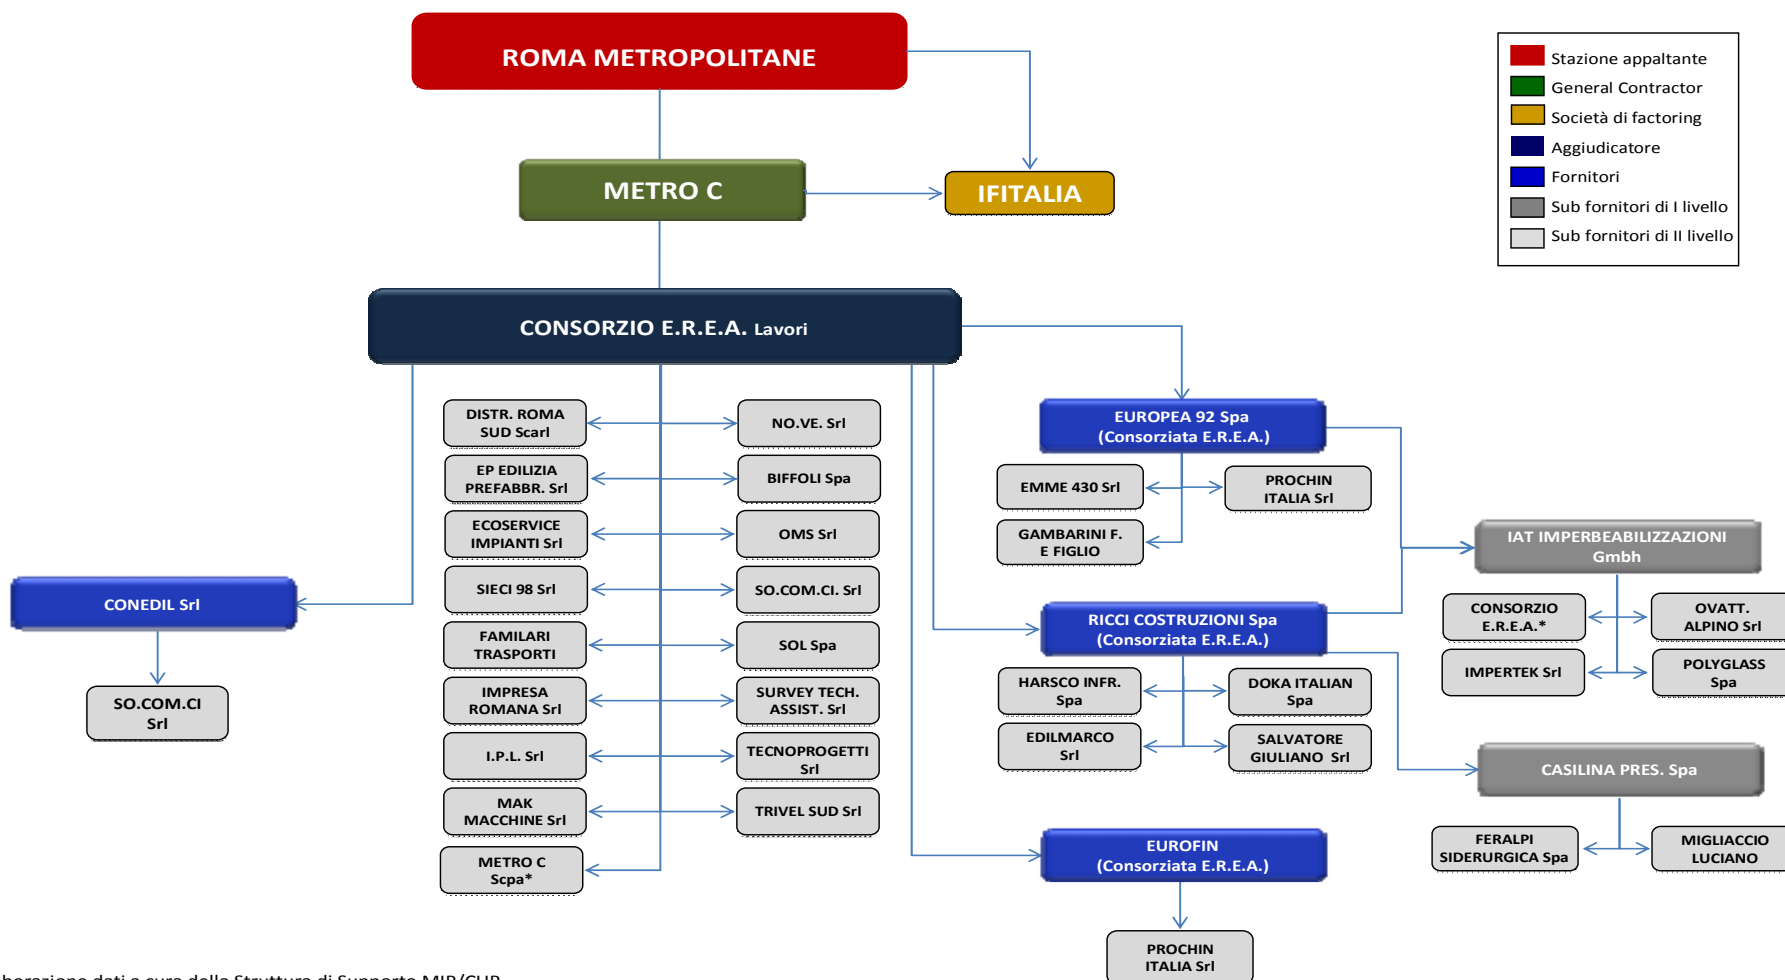 ROMA METROPOLITANE
Stazione appaltante
General Contractor
Società di factoring
Aggiudicatore
Fornitori
Sub fornitori di I livello
Sub fornitori di II livello
METRO C
IFITALIA
CONSORZIO E.R.E.A. Lavori
DISTR. ROMA
SUD Scarl
NO.VE. Srl
EP EDILIZIA
PREFABBR. Srl
BIFFOLI Spa
ECOSERVICE
IMPIANTI Srl
OMS Srl
SIECI 98 Srl
SO.COM.CI. Srl
FAMILARI
TRASPORTI
SOL Spa
IMPRESA
ROMANA Srl
SURVEY TECH.
ASSIST. Srl
I.P.L. Srl
TECNOPROGETTI
Srl
MAK
MACCHINE Srl
TRIVEL SUD Srl
METRO C
Scpa*
CONEDIL Srl
SO.COM.CI
Srl
EUROPEA 92 Spa
(Consorziata E.R.E.A.)
EMME 430 Srl
PROCHIN
ITALIA Srl
GAMBARINI F.
E FIGLIO
RICCI COSTRUZIONI Spa
(Consorziata E.R.E.A.)
HARSCO INFR.
Spa
DOKA ITALIAN
Spa
EDILMARCO
Srl
SALVATORE
GIULIANO Srl
EUROFIN
(Consorziata E.R.E.A.)
PROCHIN
ITALIA Srl
IAT IMPERBEABILIZZAZIONI
Gmbh
CONSORZIO
E.R.E.A.*
OVATT.
ALPINO Srl
IMPERTEK Srl
POLYGLASS
Spa
CASILINA PRES. Spa
FERALPI
SIDERURGICA Spa
MIGLIACCIO
LUCIANO